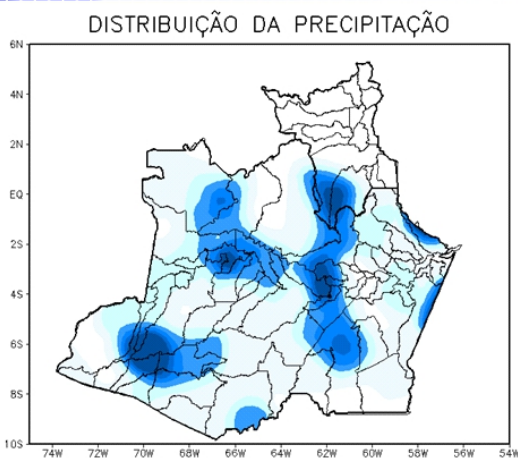 DISTRIBUIÇÃO DA PRECIPITAÇÃO
6N
4N
2N
EQ
2S
4S
6S
8S
10S
74W 72W 70W 68W 66W 64W 62W 60W 58W 56W 54W